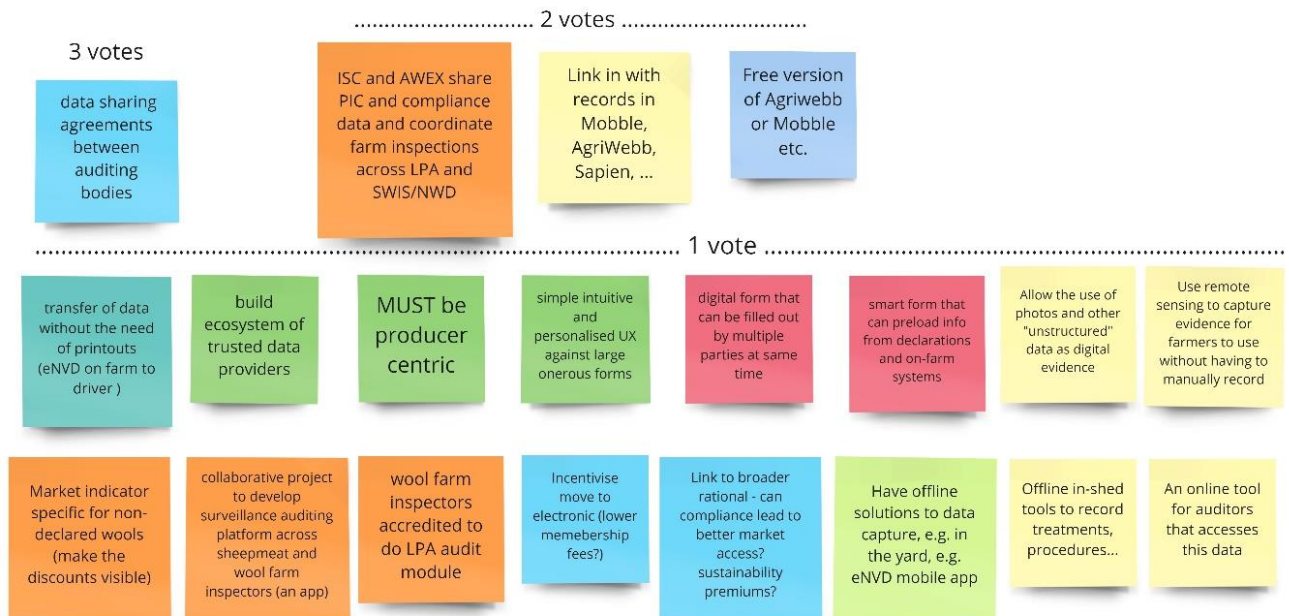 2 votes
3 votes
data sharing
agreements
between
auditing
bodies
ISC and AWEX share
PIC and compliance
data and coordinate
farm inspections
across LPA and
SWIS/NWD
Link in with
records in
Mobble,
AgriWebb,
Sapien, ...
Free version
of Agriwebb
or Mobble
etc.
1 vote
transfer of data
without the need
of printouts
(eNVD on farm to
driver )
build
ecosystem of
trusted data
providers
MUST be
producer
centric
simple intuitive
and
personalised UX
against large
onerous forms
digital form that
can be filled out
by multiple
parties at same
time
smart form that
can preload info
from declarations
and on-farm
systems
Allow the use of
photos and other
"unstructured"
data as digital
evidence
Use remote
sensing to capture
evidence for
farmers to use
without having to
manually record
Market indicator
specific for non-
declared wools
(make the
discounts visible)
collaborative project
to develop
surveillance auditing
platform across
sheepmeat and
wool farm
inspectors (an app)
wool farm
inspectors
accredited to
do LPA audit
module
Incentivise
move to
electronic (lower
memebership
fees?)
Link to broader
rational - can
compliance lead to
better market
access?
sustainability
premiums?
Have offline
solutions to data
capture, e.g. in
the yard, e.g.
eNVD mobile app
Offline in-shed
tools to record
treatments,
procedures...
An online tool
for auditors
that accesses
this data